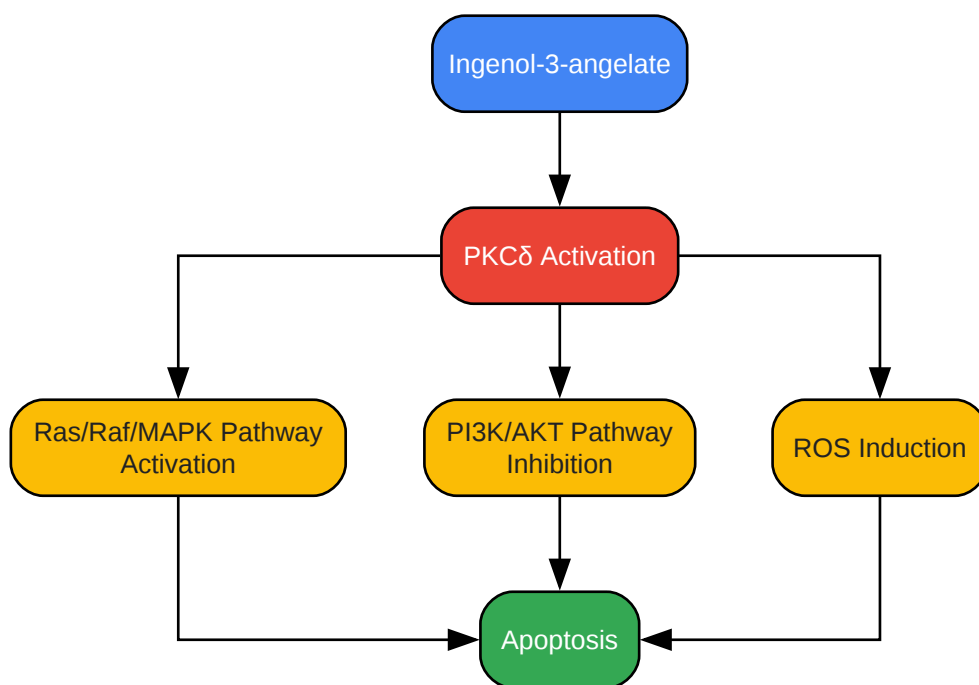 Ingenol-3-angelate
PKCδ Activation
Ras/Raf/MAPK Pathway
Activation
PI3K/AKT Pathway
Inhibition
ROS Induction
Apoptosis